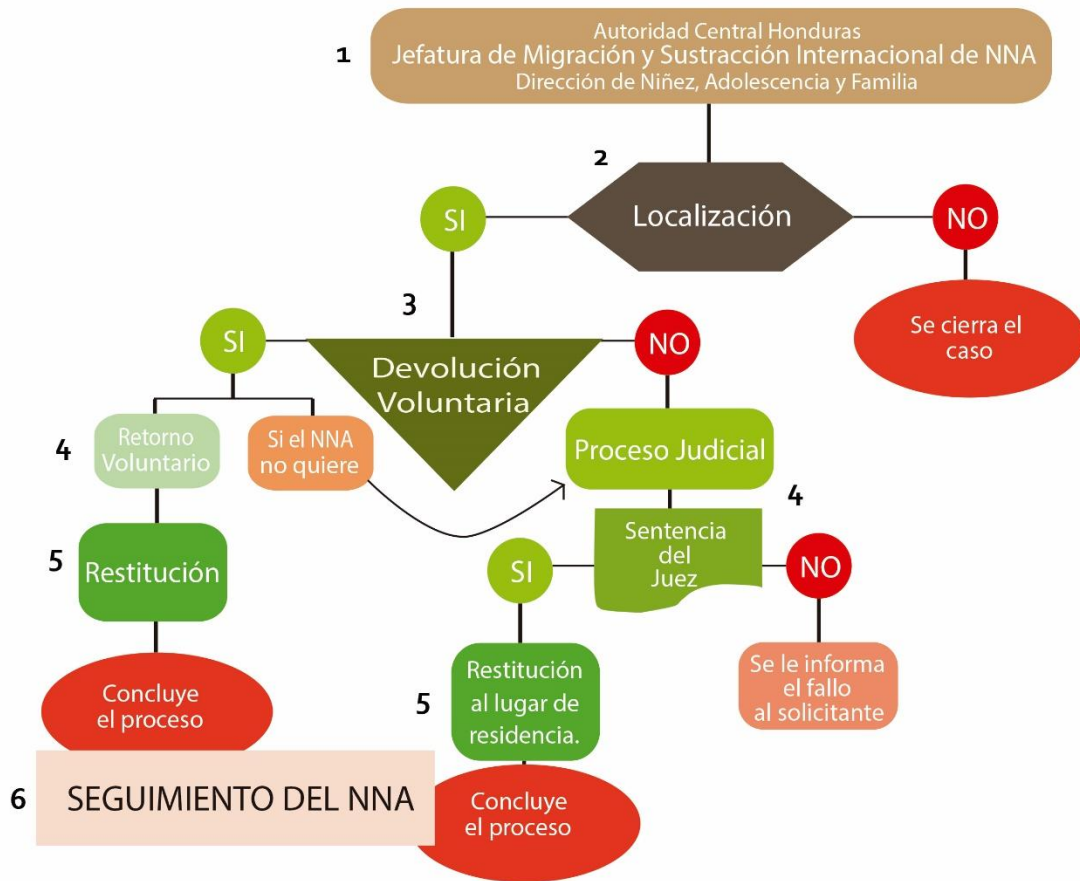 Autoridad Central Honduras
1
Jefatura de Migración y Sustracción Internacional de NNA
Dirección de Niñez, Adolescencia y Familia
2
SI
Localización
NO
3
Se cierra el
caso
SI
Devolución
Voluntaria
NO
4
Retorno
Voluntario
Si el NNA
no quiere
Proceso Judicial
4
5
Restitución
SI
Sentencia
del
Juez
NO
Concluye
el proceso
5
Restitución
al lugar de
residencia.
Se le informa
el fallo
al solicitante
6
SEGUIMIENTO DEL NNA
Concluye
el proceso